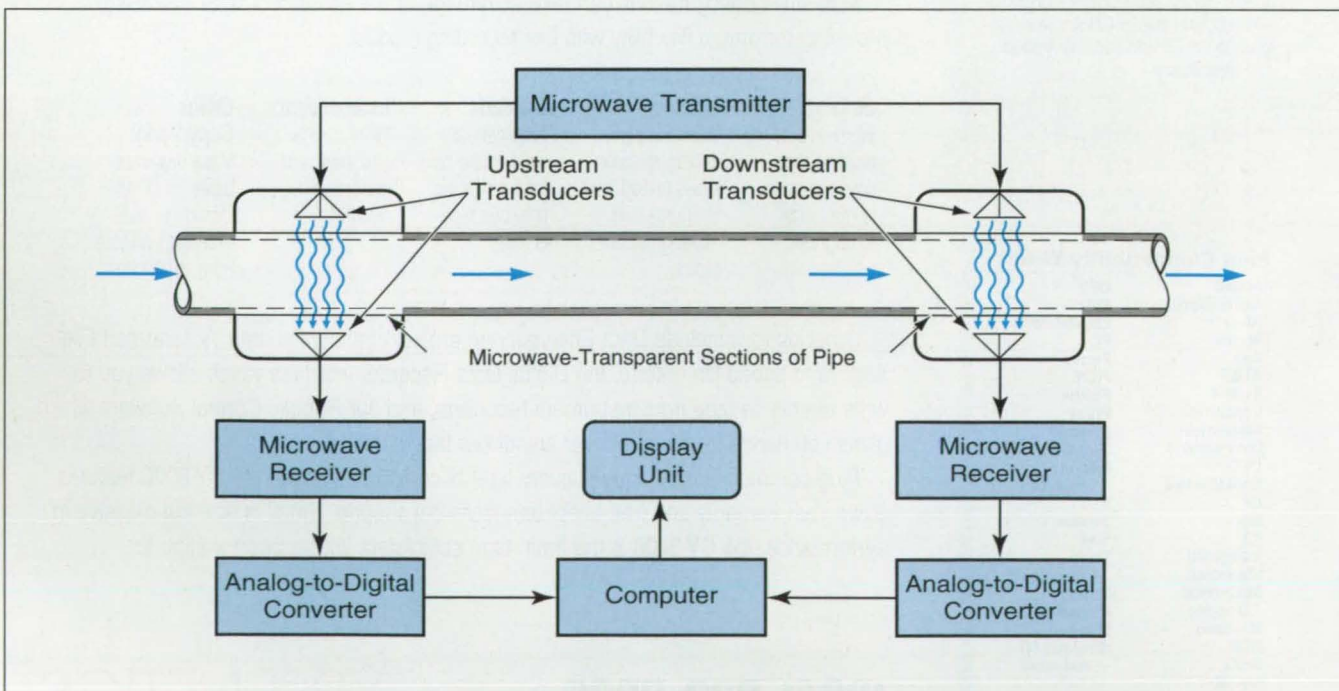 Microwave Transmitter
Upstream
Transducers
Downstream
Transducers
Microwave-Transparent Sections of Pipe
Microwave
Receiver
Display
Unit
Microwave
Receiver
Analog-to-Digital
Converter
Computer
Analog-to-Digital
Converter